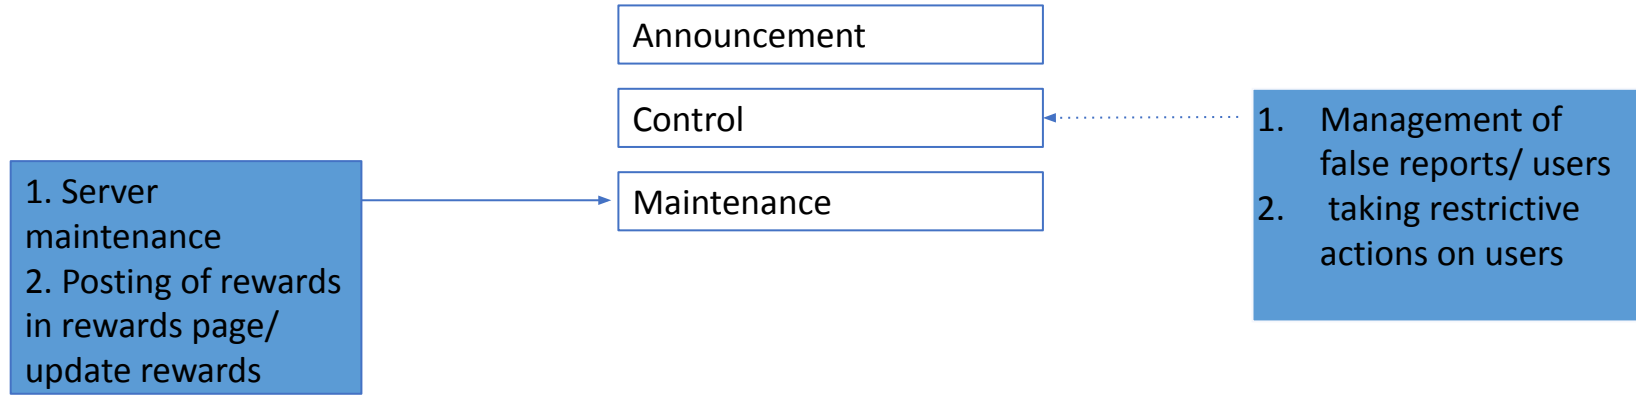 Announcement
Control
Maintenance
1. Server
maintenance
2. Posting of rewards
in rewards page/
update rewards
1. Management of
false reports/ users
2. taking restrictive
actions on users